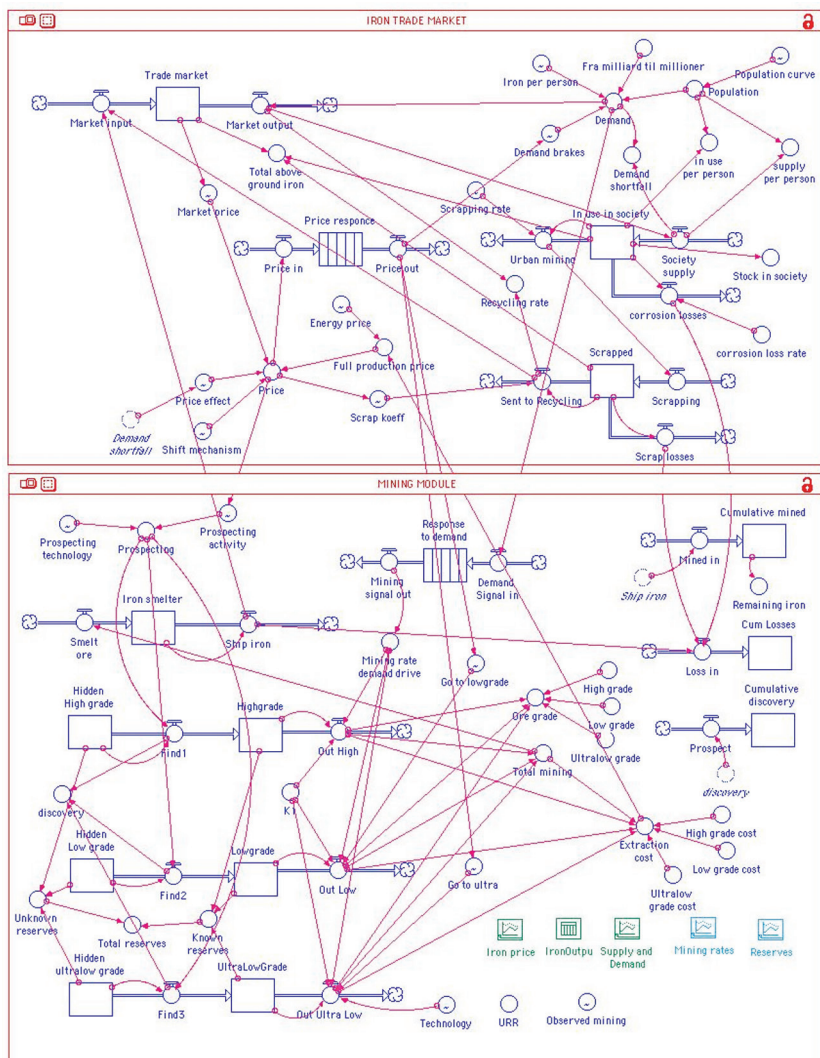 IRON TRADE MARKET
Trade market
Market input
Market output
Total above
ground iron
Market price
Iron per person
Fra milliard til millioner
Population curve
Population
Demand
Demand brakes
Demand
shortfall
in use
per person
supply
per person
Scrapping rate
In use in society
Urban mining
Society
supply
Stock in society
Price responce
Price in
Price out
Recycling rate
corrosion losses
corrosion loss rate
Energy price
Full production price
Price
Price effect
Demand
shortfall
Shift mechanism
Scrap koeff
Scrapped
Sent to Recycling
Scrapping
Scrap losses
MINING MODULE
Prospecting
technology
Prospecting
Prospecting
activity
Response
to demand
Mining
signal out
Demand
Signal in
Cumulative mined
Mined in
Ship iron
Remaining iron
Iron smelter
Smelt
ore
Ship iron
Mining rate
demand drive
Go to lowgrade
Cum Losses
Loss in
Hidden
High grade
Find1
Highgrade
Out High
Ore grade
High grade
Low grade
Ultralow grade
Cumulative
discovery
Prospect
discovery
Total mining
discovery
K1
Hidden
Low grade
Find2
Lowgrade
Out Low
Go to ultra
Extraction
cost
High grade cost
Low grade cost
Ultralow
grade cost
Unknown
reserves
Total reserves
Known
reserves
Hidden
ultralow grade
Find3
UltraLowGrade
Out Ultra Low
Technology
URR
Observed mining
Iron price
IronOutpu
Supply and
Demand
Mining rates
Reserves